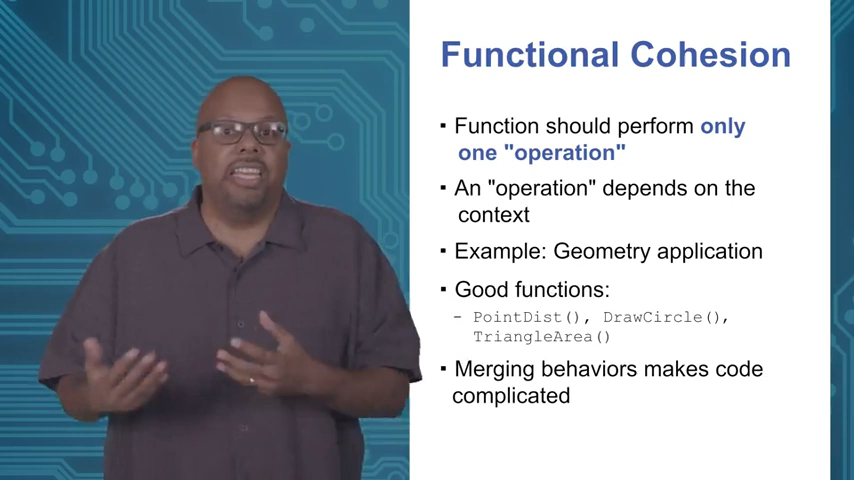 Functional Cohesion
▪ Function should perform only
one "operation"
▪ An "operation" depends on the
context
▪ Example: Geometry application
▪ Good functions:
– PointDist(), DrawCircle(),
TriangleArea()
▪ Merging behaviors makes code
complicated